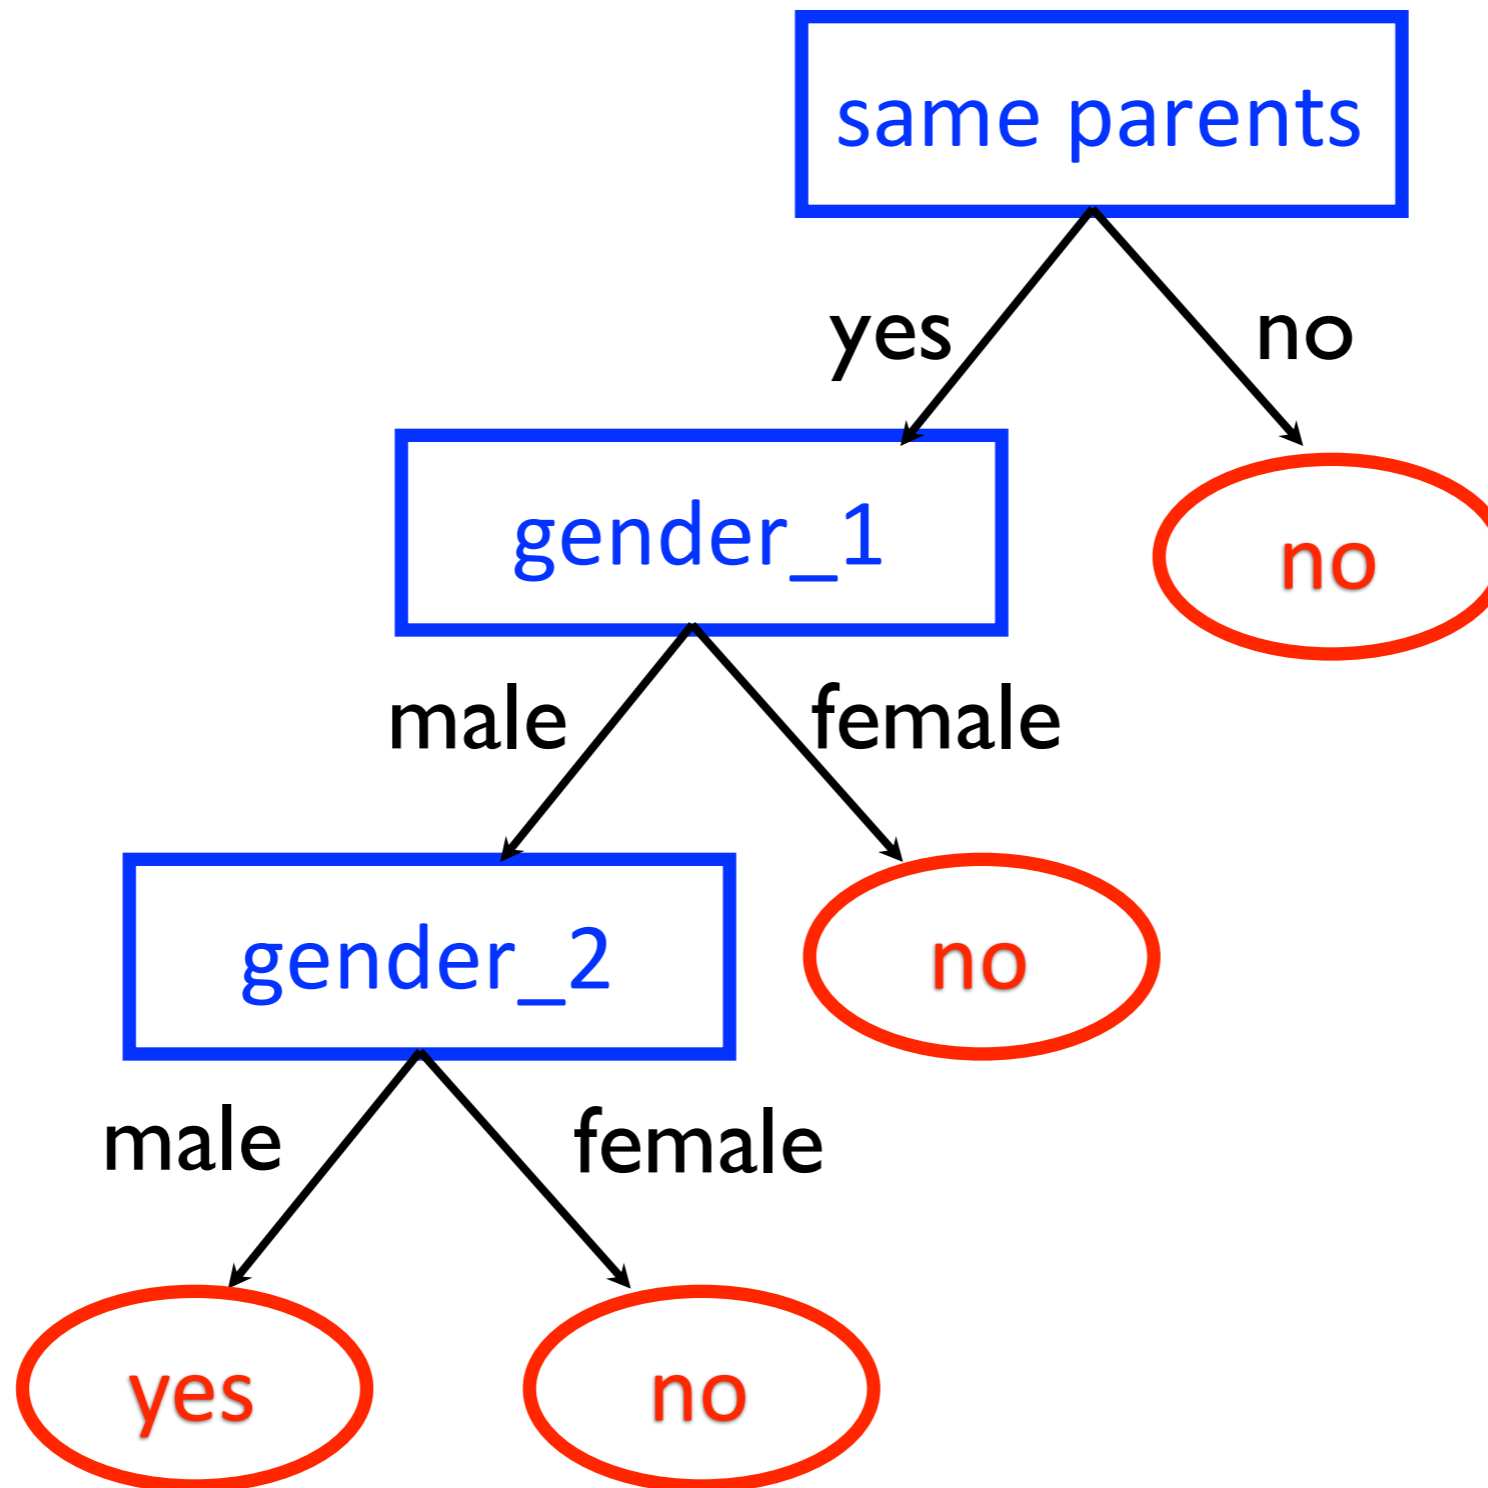 same parents
yes
no
gender_1
no
male
female
gender_2
no
male
female
yes
no